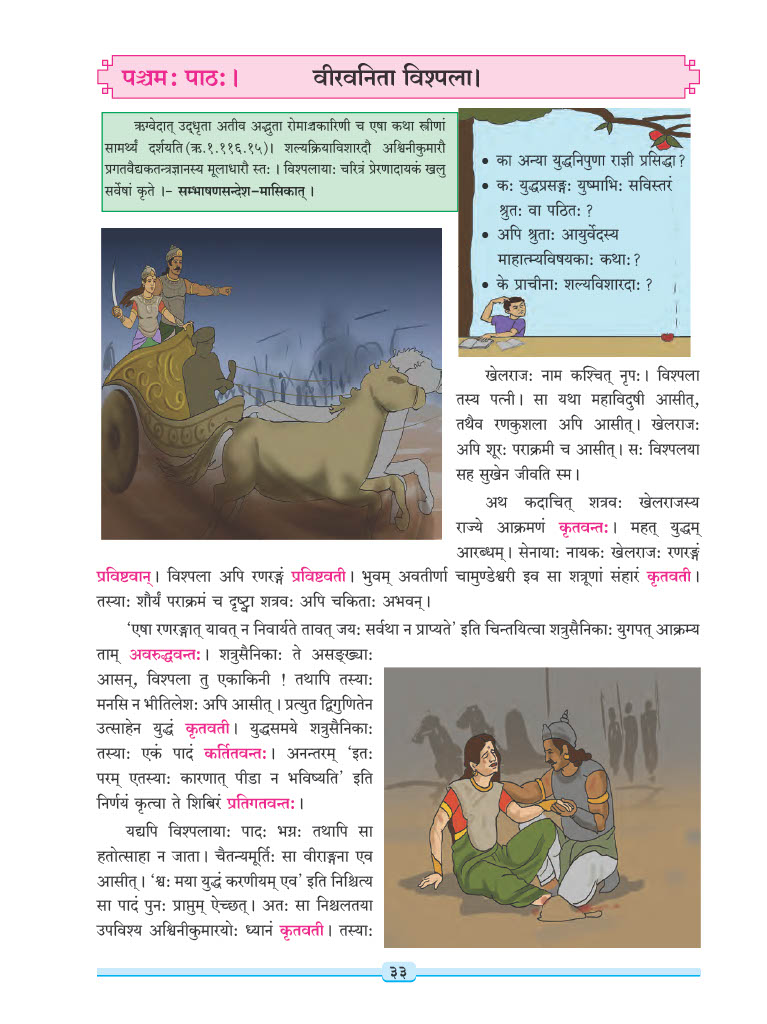 पञ्चमः पाठः।
वीरवनिता विश्पला।
ऋग्वेदात् उद्धृता अतीव अद्भुता रोमाञ्चकारिणी च एषा कथा स्त्रीणां
सामर्थ्यं दर्शयति (ऋ.१.११६.१५)। शल्यक्रियाविशारदौ अश्विनीकुमारौ
प्रगतवैद्यकतन्त्रज्ञानस्य मूलाधारौ स्तः। विश्पलायाः चरित्रं प्रेरणादायकं खलु
सर्वेषां कृते ।- सम्भाषणसन्देश-मासिकात् ।
• का अन्या युद्धनिपुणा राज्ञी प्रसिद्धा?
• कः युद्धप्रसङ्गः युष्माभिः सविस्तरं
श्रुतः वा पठितः?
• अपि श्रुताः आयुर्वेदस्य
माहात्म्यविषयकाः कथाः?
• के प्राचीनाः शल्यविशारदाः?
खेलराजः नाम कश्चित् नृपः। विश्पला
तस्य पत्नी। सा यथा महाविदुषी आसीत्,
तथैव रणकुशला अपि आसीत्। खेलराजः
अपि शूरः पराक्रमी च आसीत्। सः विश्पलया
सह सुखेन जीवति स्म।
अथ कदाचित् शत्रवः खेलराजस्य
राज्ये आक्रमणं कृतवन्तः। महत् युद्धम्
आरब्धम्। सेनायाः नायकः खेलराजः रणरङ्गं
प्रविष्टवान्। विश्पला अपि रणरङ्गं प्रविष्टवती। भुवम् अवतीर्णा चामुण्डेश्वरी इव सा शत्रूणां संहारं कृतवती।
तस्याः शौर्यं पराक्रमं च दृष्ट्वा शत्रवः अपि चकिताः अभवन्।
‘एषा रणरङ्गात् यावत् न निवार्यते तावत् जयः सर्वथा न प्राप्यते’ इति चिन्तयित्वा शत्रुसैनिकाः युगपत् आक्रम्य
ताम् अवरुद्धवन्तः। शत्रुसैनिकाः ते असङ्ख्याः
आसन्, विश्पला तु एकाकिनी ! तथापि तस्याः
मनसि न भीतिलेशः अपि आसीत्। प्रत्युत द्विगुणितेन
उत्साहेन युद्धं कृतवती। युद्धसमये शत्रुसैनिकाः
तस्याः एकं पादं कर्तितवन्तः। अनन्तरम् ‘इतः
परम् एतस्याः कारणात् पीडा न भविष्यति’ इति
निर्णयं कृत्वा ते शिबिरं प्रतिगतवन्तः।
यद्यपि विश्पलायाः पादः भग्नः तथापि सा
हतोत्साहा न जाता। चैतन्यमूर्तिः सा वीराङ्गना एव
आसीत्। ‘श्वः मया युद्धं करणीयम् एव’ इति निश्चित्य
सा पादं पुनः प्राप्तुम् ऐच्छत्। अतः सा निश्चलतया
उपविश्य अश्विनीकुमारयोः ध्यानं कृतवती। तस्याः
३३